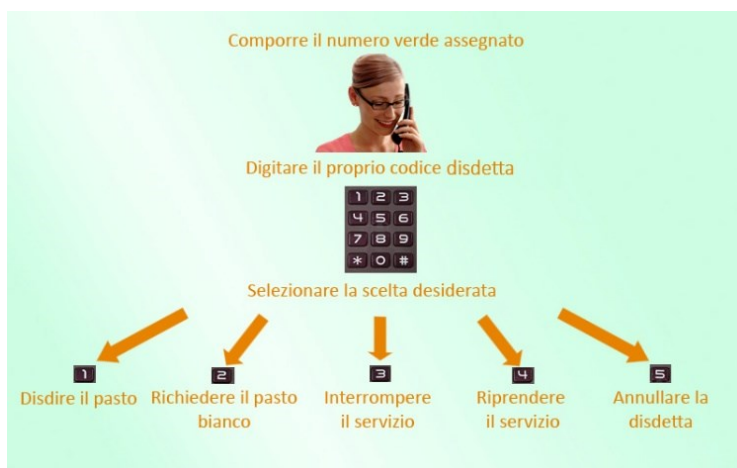 Comporre il numero verde assegnato
Digitare il proprio codice disdetta
1 2 3
4 5 6
7 8 9
* 0 #
Selezionare la scelta desiderata
1
Disdire il pasto
2
Richiedere il pasto
bianco
3
Interrompere
il servizio
4
Riprendere
il servizio
5
Annullare la
disdetta